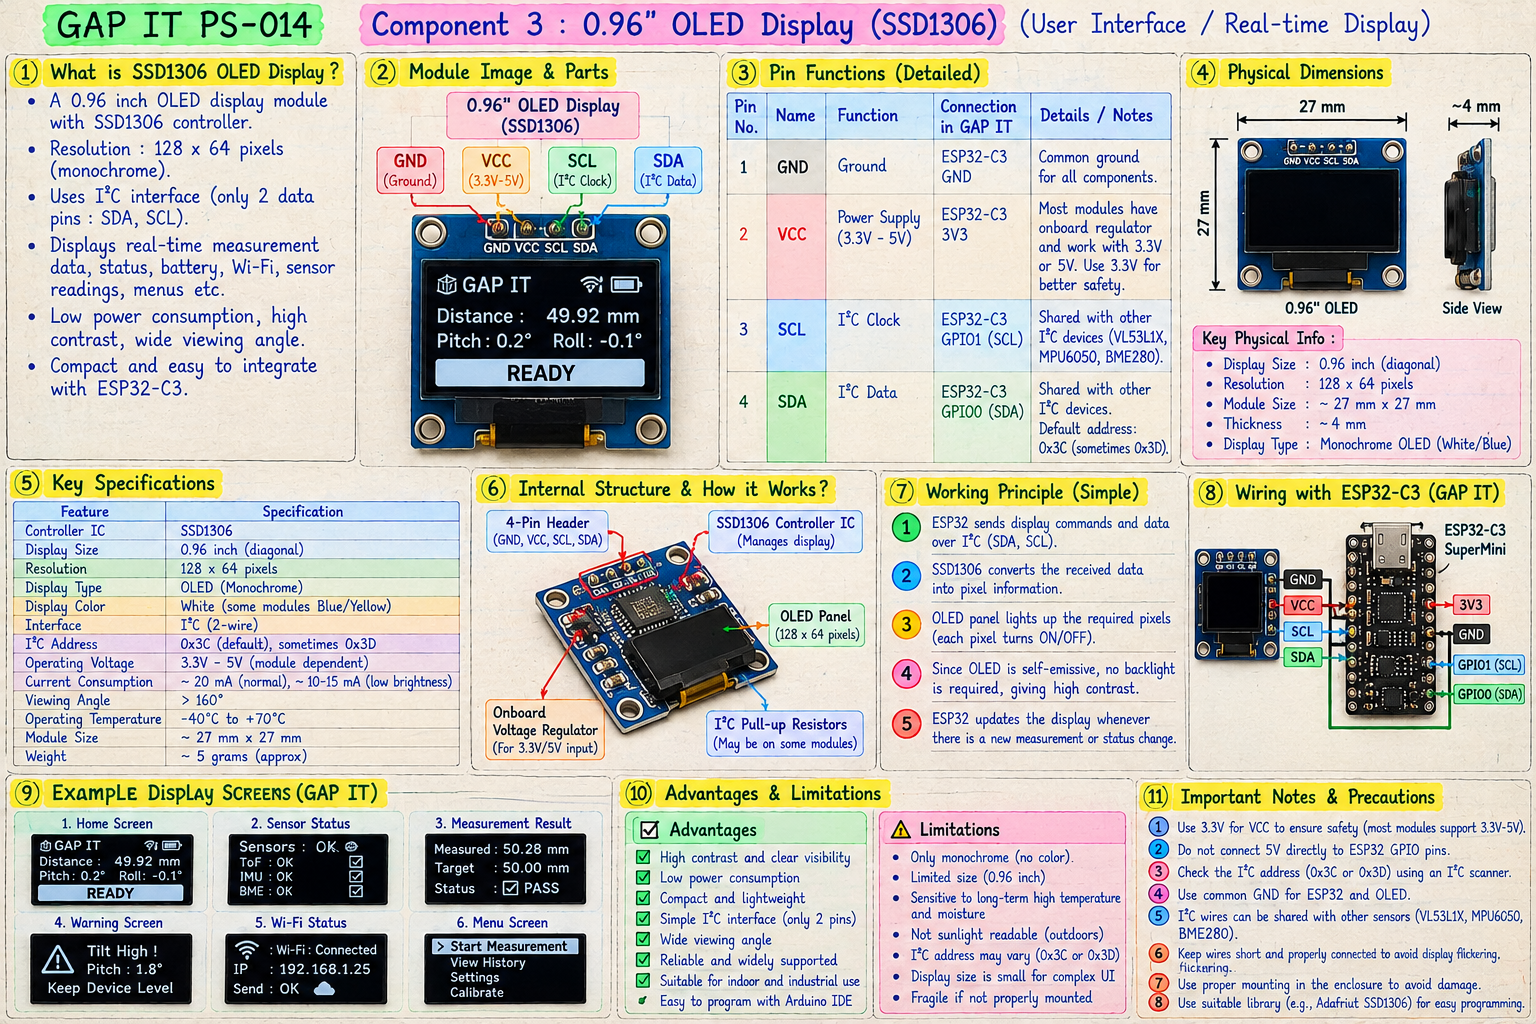 GAP IT PS-014
Component 3 : 0.96" OLED Display (SSD1306)
(User Interface / Real-time Display)
① What is SSD1306 OLED Display ?
• A 0.96 inch OLED display module
with SSD1306 controller.
• Resolution : 128 x 64 pixels
(monochrome).
• Uses I²C interface (only 2 data
pins : SDA, SCL).
• Displays real-time measurement
data, status, battery, Wi-Fi, sensor
readings, menus etc.
• Low power consumption, high
contrast, wide viewing angle.
• Compact and easy to integrate
with ESP32-C3.
② Module Image & Parts
0.96" OLED Display
(SSD1306)
GND
(Ground)
VCC
(3.3V-5V)
SCL
(I²C Clock)
SDA
(I²C Data)
GND VCC SCL SDA
GAP IT
Distance : 49.92 mm
Pitch : 0.2° Roll : -0.1°
READY
③ Pin Functions (Detailed)
Pin No. Name Function Connection in GAP IT Details / Notes
1 GND Ground ESP32-C3 GND Common ground for all components.
2 VCC Power Supply (3.3V - 5V) ESP32-C3 3V3 Most modules have onboard regulator and work with 3.3V or 5V. Use 3.3V for better safety.
3 SCL I²C Clock ESP32-C3 GPIO1 (SCL) Shared with other I²C devices (VL53L1X, MPU6050, BME280).
4 SDA I²C Data ESP32-C3 GPIO0 (SDA) Shared with other I²C devices. Default address: 0x3C (sometimes 0x3D).
④ Physical Dimensions
27 mm
~4 mm
27 mm
GND VCC SCL SDA
0.96" OLED
Side View
Key Physical Info :
• Display Size : 0.96 inch (diagonal)
• Resolution : 128 x 64 pixels
• Module Size : ~ 27 mm x 27 mm
• Thickness : ~ 4 mm
• Display Type : Monochrome OLED (White/Blue)
⑤ Key Specifications
Feature Specification
Controller IC SSD1306
Display Size 0.96 inch (diagonal)
Resolution 128 x 64 pixels
Display Type OLED (Monochrome)
Display Color White (some modules Blue/Yellow)
Interface I²C (2-wire)
I²C Address 0x3C (default), sometimes 0x3D
Operating Voltage 3.3V - 5V (module dependent)
Current Consumption ~ 20 mA (normal), ~ 10-15 mA (low brightness)
Viewing Angle > 160°
Operating Temperature -40°C to +70°C
Module Size ~ 27 mm x 27 mm
Weight ~ 5 grams (approx)
⑥ Internal Structure & How it Works?
4-Pin Header
(GND, VCC, SCL, SDA)
SSD1306 Controller IC
(Manages display)
OLED Panel
(128 x 64 pixels)
Onboard
Voltage Regulator
(For 3.3V/5V input)
I²C Pull-up Resistors
(May be on some modules)
⑦ Working Principle (Simple)
1 ESP32 sends display commands and data
over I²C (SDA, SCL).
2 SSD1306 converts the received data
into pixel information.
3 OLED panel lights up the required pixels
(each pixel turns ON/OFF).
4 Since OLED is self-emissive, no backlight
is required, giving high contrast.
5 ESP32 updates the display whenever
there is a new measurement or status change.
⑧ Wiring with ESP32-C3 (GAP IT)
ESP32-C3
SuperMini
GND
VCC
SCL
SDA
3V3
GND
GPIO1 (SCL)
GPIO0 (SDA)
⑨ Example Display Screens (GAP IT)
1. Home Screen
GAP IT
Distance : 49.92 mm
Pitch : 0.2° Roll : -0.1°
READY
2. Sensor Status
Sensors : OK
ToF : OK
IMU : OK
BME : OK
3. Measurement Result
Measured : 50.28 mm
Target : 50.00 mm
Status : PASS
4. Warning Screen
Tilt High !
Pitch : 1.8°
Keep Device Level
5. Wi-Fi Status
: Wi-Fi : Connected
IP : 192.168.1.25
Send : OK
6. Menu Screen
> Start Measurement
View History
Settings
Calibrate
⑩ Advantages & Limitations
Advantages
High contrast and clear visibility
Low power consumption
Compact and lightweight
Simple I²C interface (only 2 pins)
Wide viewing angle
Reliable and widely supported
Suitable for indoor and industrial use
Easy to program with Arduino IDE
Limitations
• Only monochrome (no color).
• Limited size (0.96 inch)
• Sensitive to long-term high temperature
and moisture
• Not sunlight readable (outdoors)
• I²C address may vary (0x3C or 0x3D)
• Display size is small for complex UI
• Fragile if not properly mounted
⑪ Important Notes & Precautions
1 Use 3.3V for VCC to ensure safety (most modules support 3.3V-5V).
2 Do not connect 5V directly to ESP32 GPIO pins.
3 Check the I²C address (0x3C or 0x3D) using an I²C scanner.
4 Use common GND for ESP32 and OLED.
5 I²C wires can be shared with other sensors (VL53L1X, MPU6050,
BME280).
6 Keep wires short and properly connected to avoid display flickering.
flickering.
7 Use proper mounting in the enclosure to avoid damage.
8 Use suitable library (e.g., Adafriut SSD1306) for easy programming.